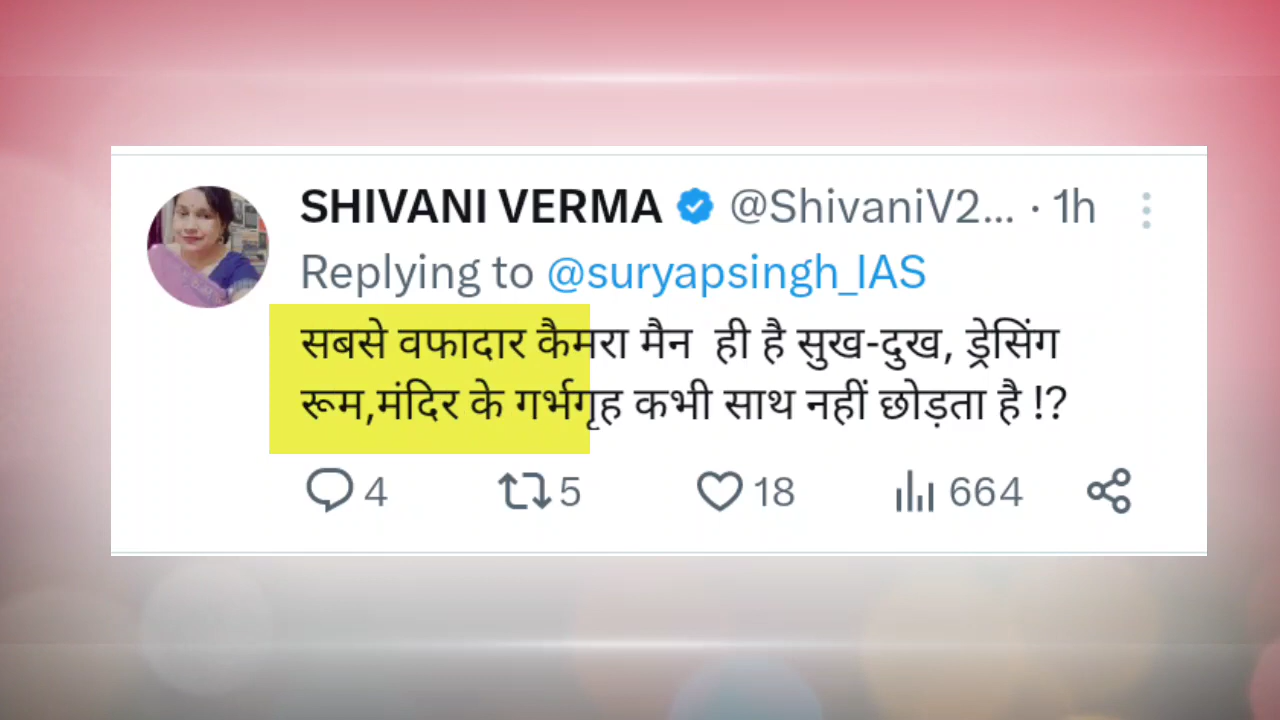 SHIVANI VERMA @ShivaniV2... · 1h
Replying to @suryapsingh_IAS
सबसे वफादार कैमरा मैन ही है सुख-दुख, ड्रेसिंग
रूम,मंदिर के गर्भगृह कभी साथ नहीं छोड़ता है !?
4 5 18 664